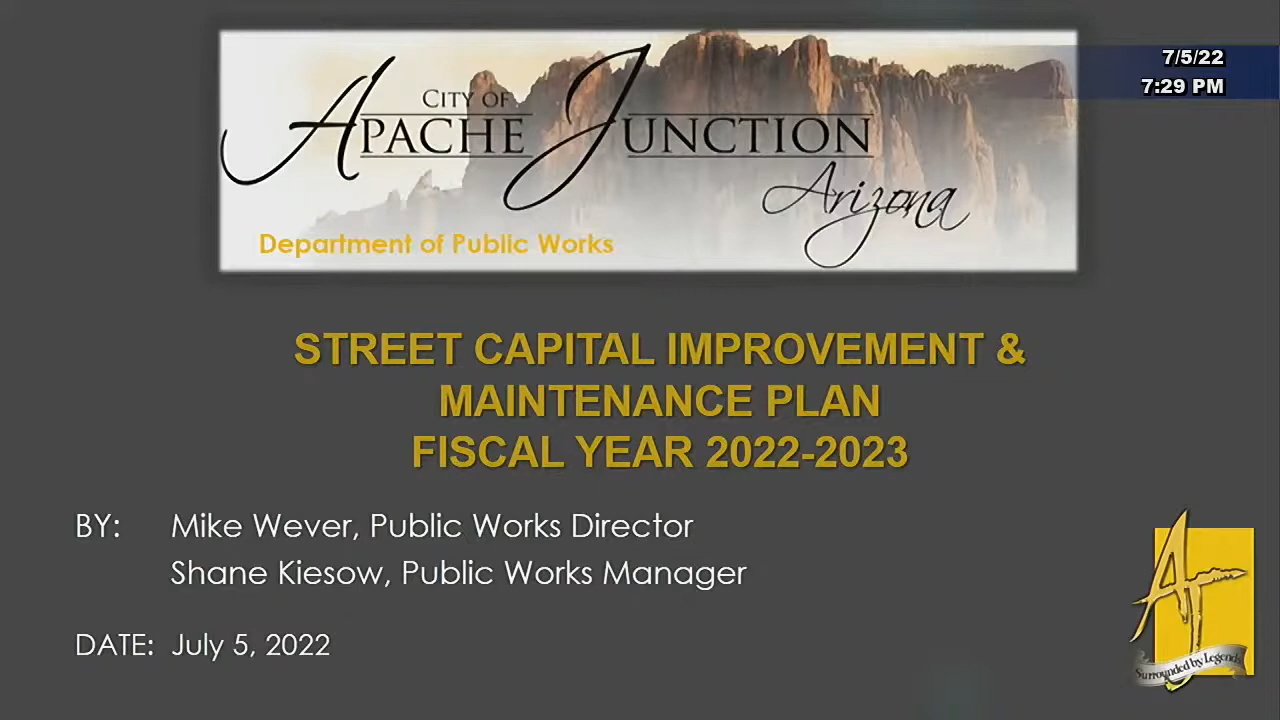 7/5/22
7:29 PM
CITY OF
APACHE JUNCTION
Arizona
Department of Public Works
STREET CAPITAL IMPROVEMENT &
MAINTENANCE PLAN
FISCAL YEAR 2022-2023
BY: Mike Wever, Public Works Director
Shane Kiesow, Public Works Manager
DATE: July 5, 2022
AJ
Surrounded by Legends